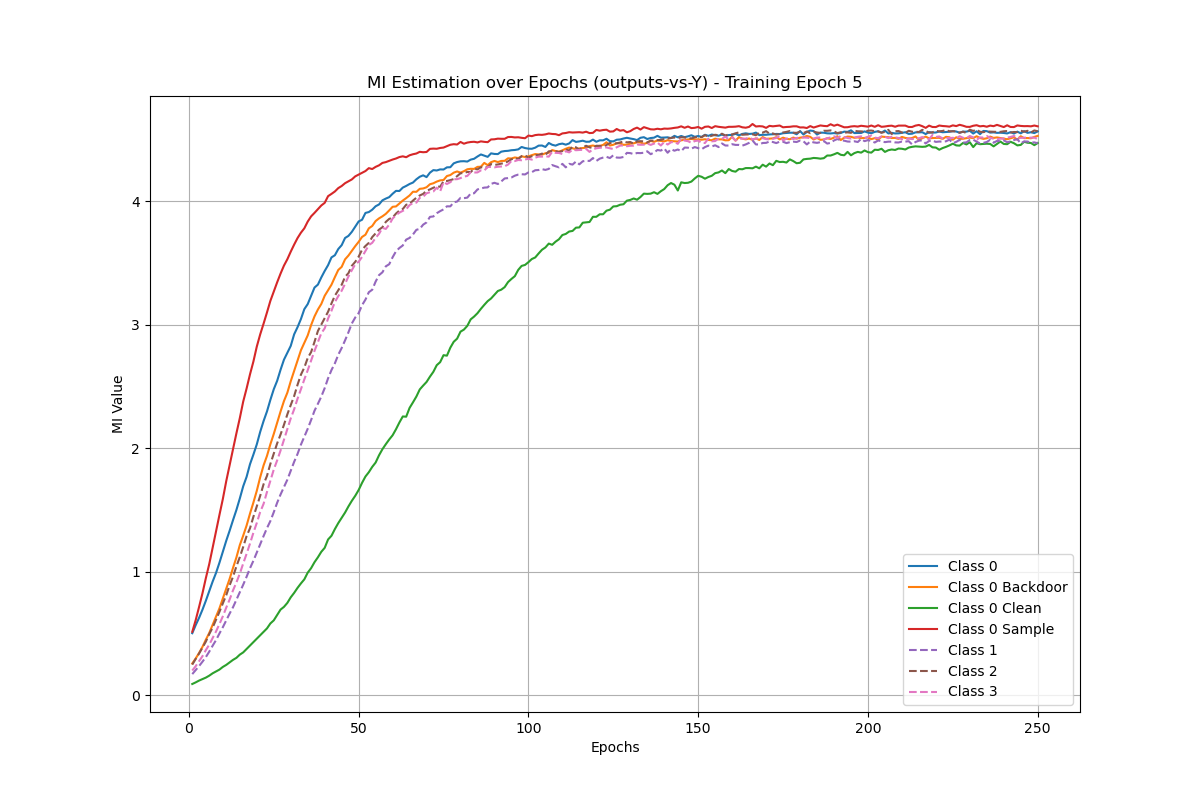 MI Estimation over Epochs (outputs-vs-Y) - Training Epoch 5
MI Value
4
3
2
1
0
0 50 100 150 200 250
Epochs
Class 0
Class 0 Backdoor
Class 0 Clean
Class 0 Sample
Class 1
Class 2
Class 3